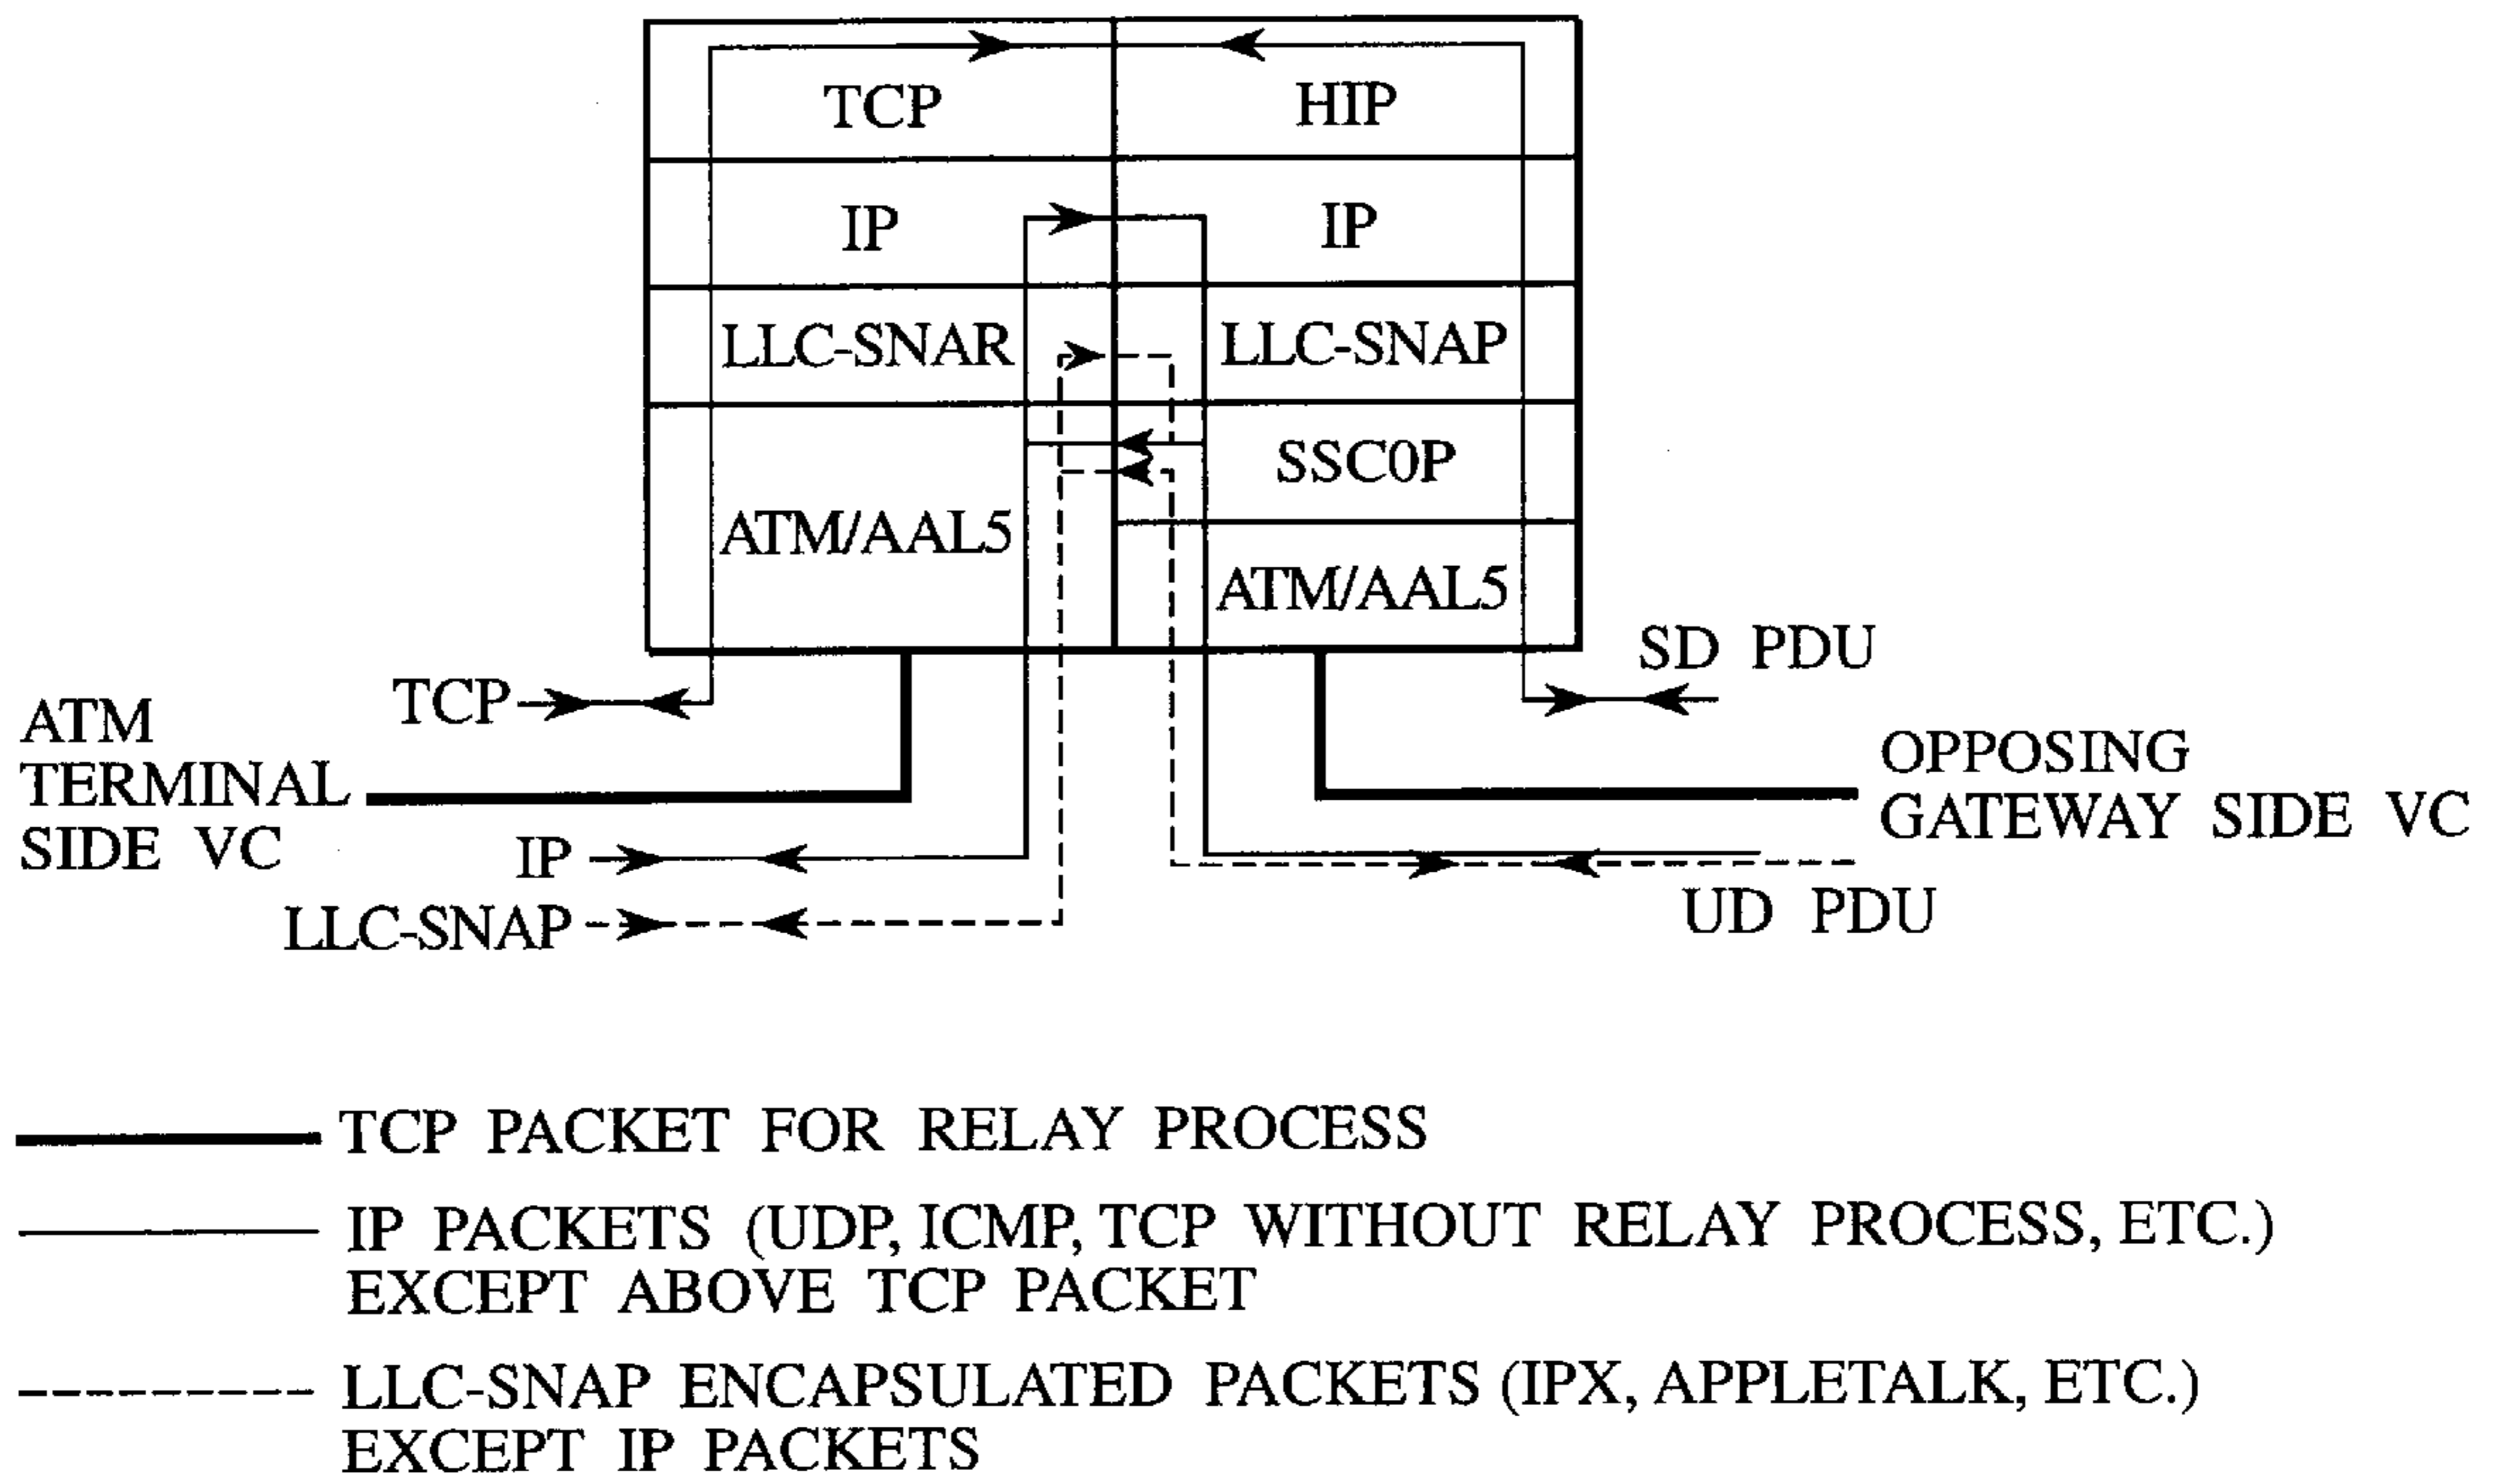 TCP
HIP
IP
IP
LLC-SNAR
LLC-SNAP
SSC0P
ATM/AAL5
ATM/AAL5
SD PDU
TCP
ATM
TERMINAL
SIDE VC
OPPOSING
GATEWAY SIDE VC
IP
UD PDU
LLC-SNAP
TCP PACKET FOR RELAY PROCESS
IP PACKETS (UDP, ICMP, TCP WITHOUT RELAY PROCESS, ETC.)
EXCEPT ABOVE TCP PACKET
LLC-SNAP ENCAPSULATED PACKETS (IPX, APPLETALK, ETC.)
EXCEPT IP PACKETS